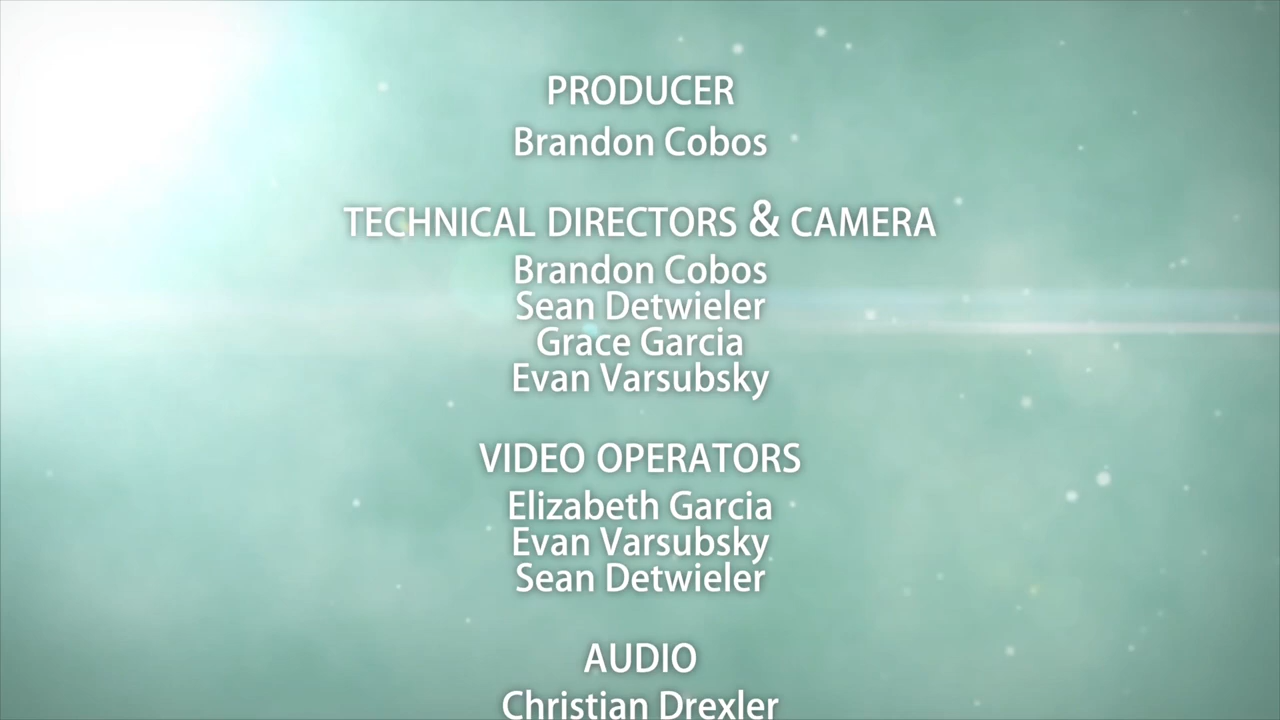 PRODUCER
Brandon Cobos
TECHNICAL DIRECTORS & CAMERA
Brandon Cobos
Sean Detwieler
Grace Garcia
Evan Varsubsky
VIDEO OPERATORS
Elizabeth Garcia
Evan Varsubsky
Sean Detwieler
AUDIO
Christian Drexler